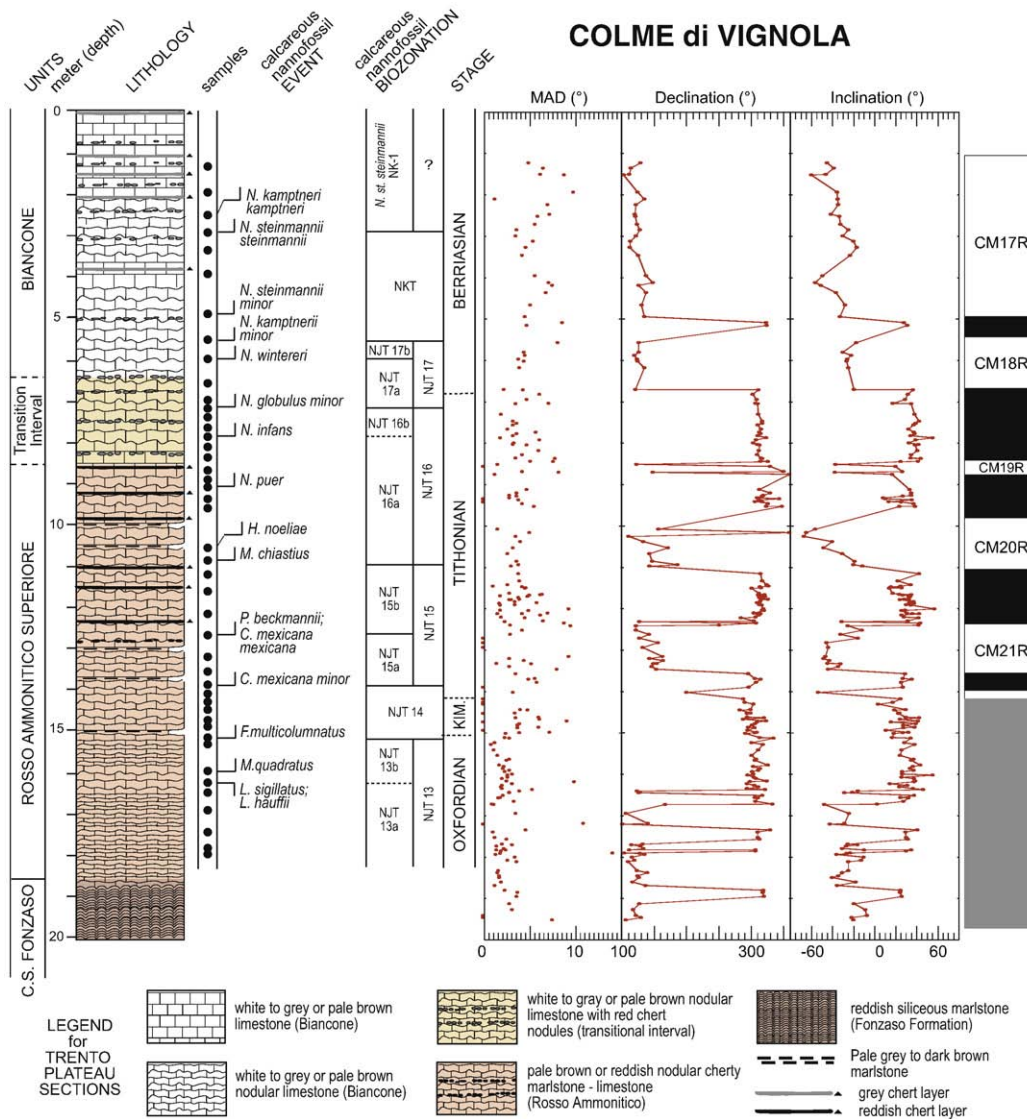 COLME di VIGNOLA
UNITS
meter (depth)
LITHOLOGY
samples
calcareous
nannofossil
EVENT
calcareous
nannofossil
BIOZONATION
STAGE
MAD (°)
Declination (°)
Inclination (°)
0
5
10
15
20
BIANCONE
Transition
Interval
ROSSO AMMONITICO SUPERIORE
C.S. FONZASO
N. kamptneri
kamptneri
N. steinmannii
steinmannii
N. steinmannii
minor
N. kamptnerii
minor
N. wintereri
N. globulus minor
N. infans
N. puer
H. noeliae
M. chiastius
P. beckmannii;
C. mexicana
mexicana
C. mexicana minor
F.multicolumnatus
M.quadratus
L. sigillatus;
L. hauffii
N. st. steinmannii
NK-1
NKT
NJT 17b
NJT
17a
NJT 17
NJT 16b
NJT
16a
NJT 16
NJT
15b
NJT
15a
NJT 15
NJT 14
NJT
13b
NJT
13a
NJT 13
?
BERRIASIAN
TITHONIAN
KIM.
OXFORDIAN
0
10
100
300
-60
0
60
CM17R
CM18R
CM19R
CM20R
CM21R
LEGEND
for
TRENTO
PLATEAU
SECTIONS
white to grey or pale brown
limestone (Biancone)
white to grey or pale brown
nodular limestone (Biancone)
white to gray or pale brown nodular
limestone with red chert
nodules (transitional interval)
pale brown or reddish nodular cherty
marlstone - limestone
(Rosso Ammonitico)
reddish siliceous marlstone
(Fonzaso Formation)
Pale grey to dark brown
marlstone
grey chert layer
reddish chert layer